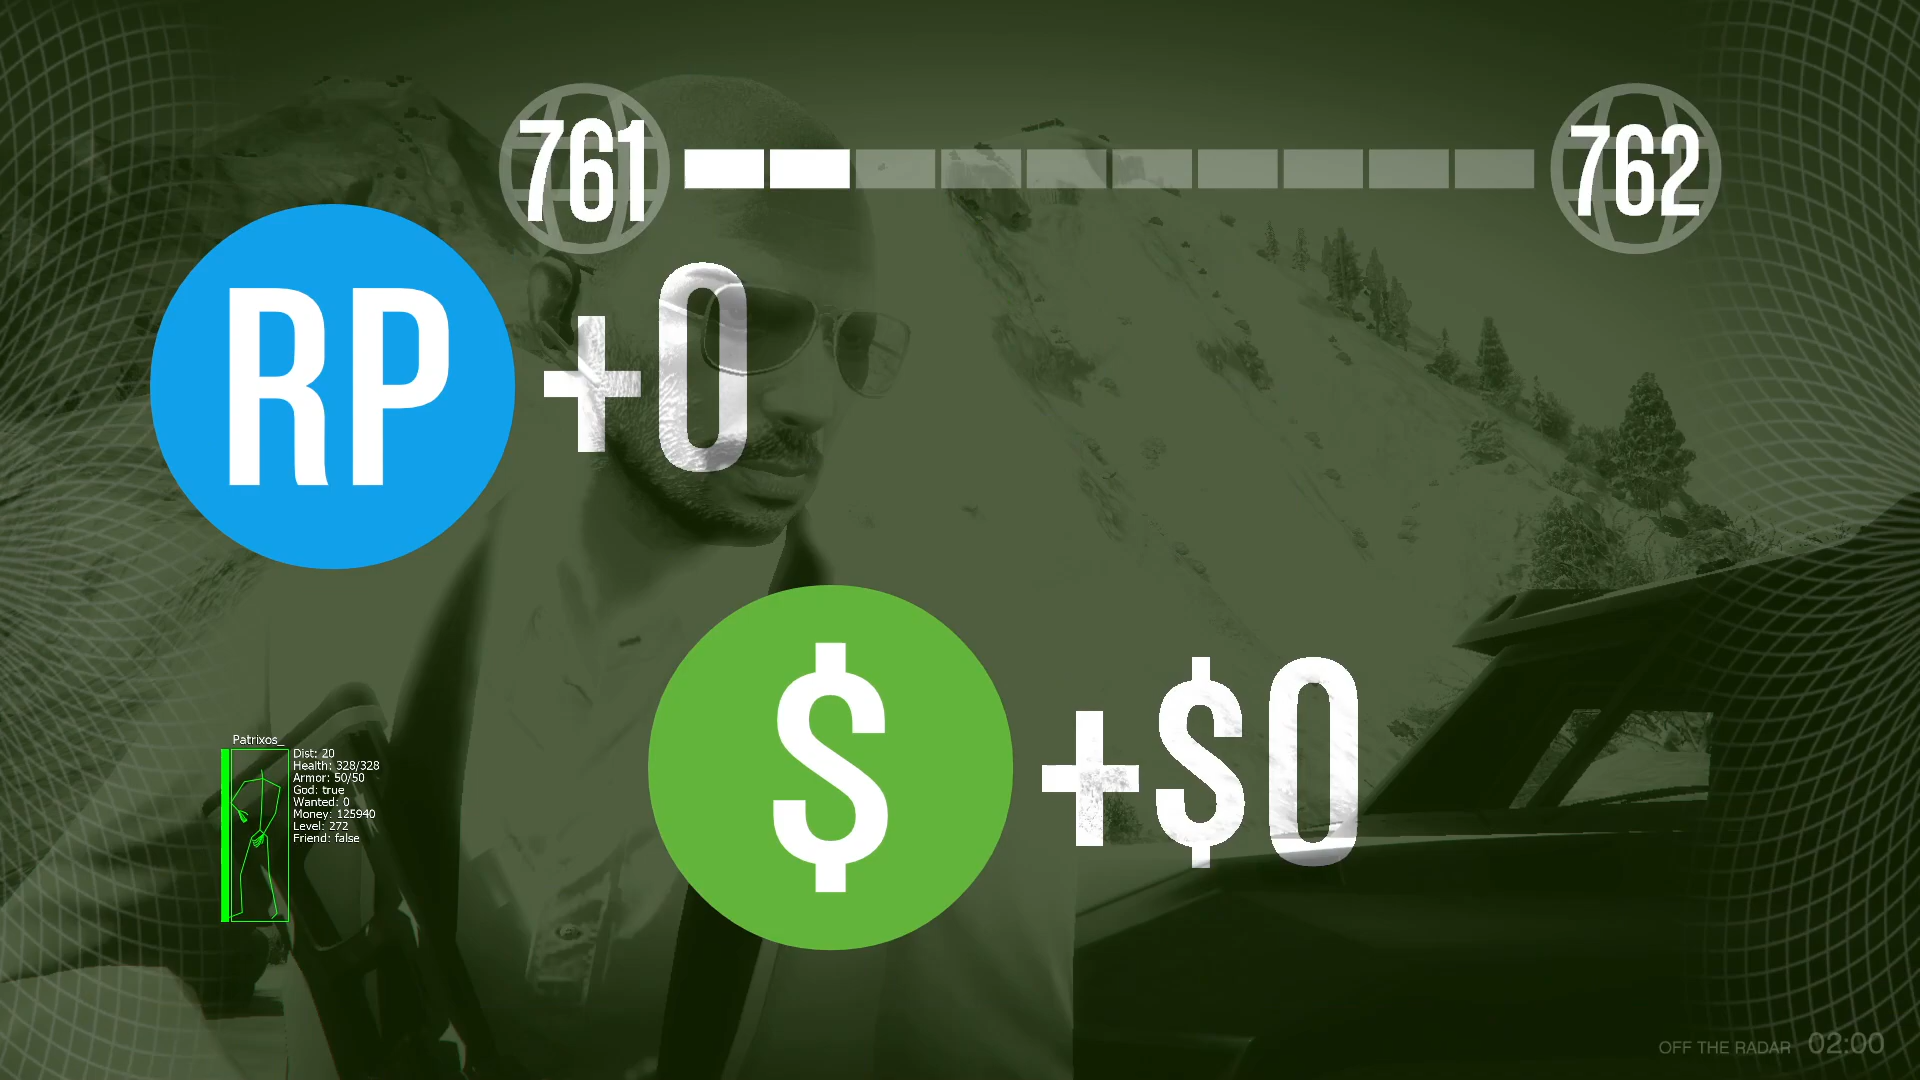 761
762
RP +0
$ +$0
Patrixos_
Dist: 20
Health: 328/328
Armor: 50/50
God: true
Wanted: 0
Money: 125940
Level: 272
Friend: false
OFF THE RADAR 02:00